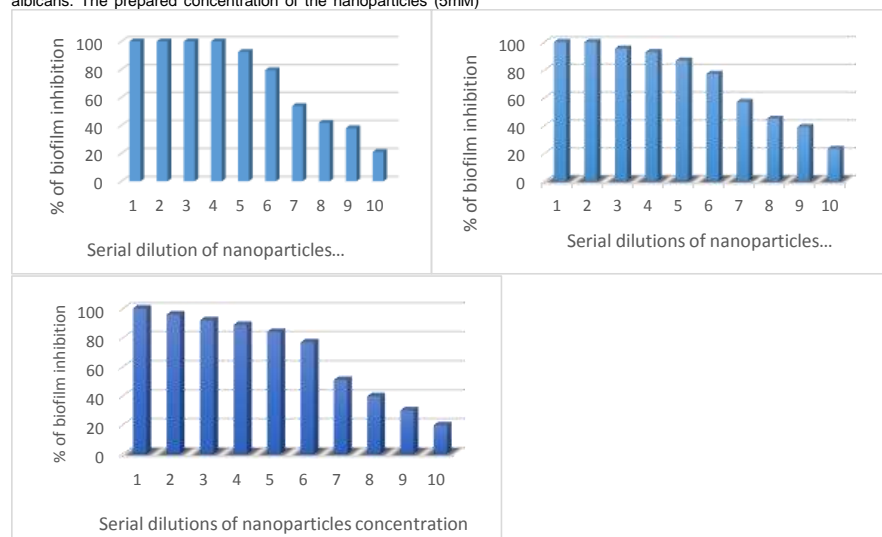 albicans. The prepared concentration of the nanoparticles (5mM)
% of biofilm inhibition
100
80
60
40
20
0
1 2 3 4 5 6 7 8 9 10
Serial dilution of nanoparticles...
% of biofilm inhibition
100
80
60
40
20
0
1 2 3 4 5 6 7 8 9 10
Serial dilutions of nanoparticles...
% of biofilm inhibition
100
80
60
40
20
0
1 2 3 4 5 6 7 8 9 10
Serial dilutions of nanoparticles concentration